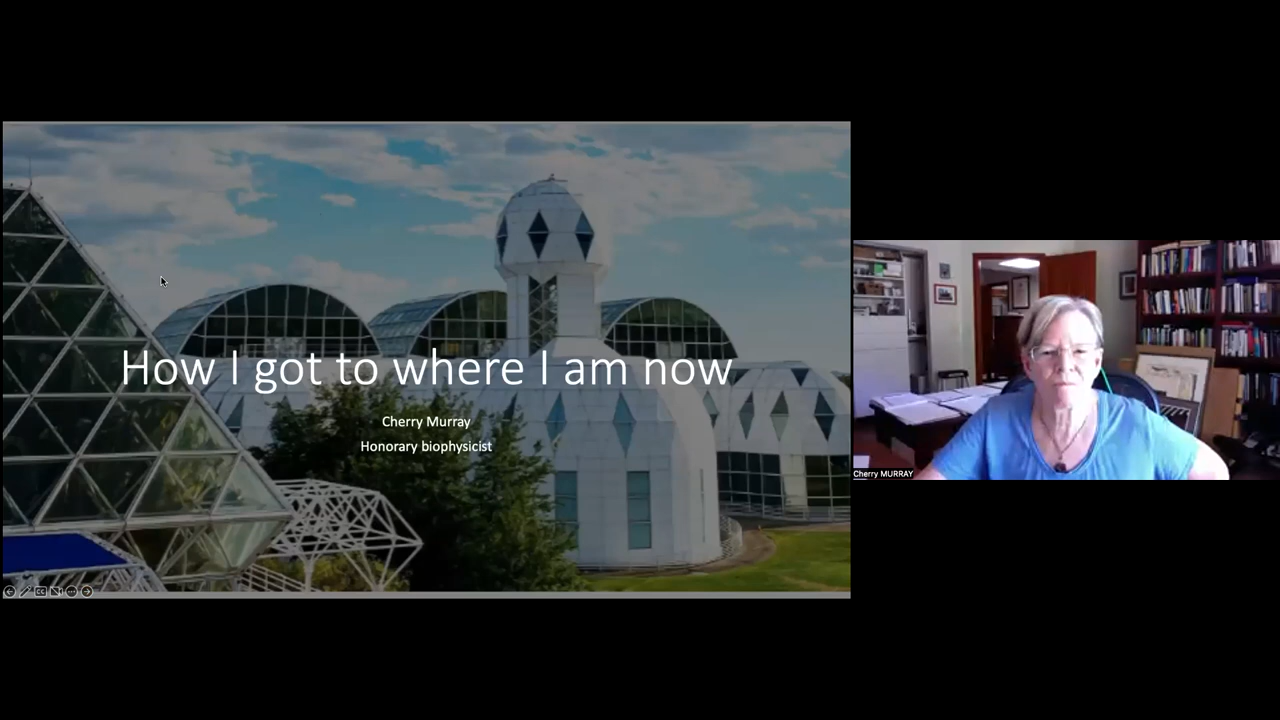 How I got to where I am now
Cherry Murray
Honorary biophysicist
Cherry MURRAY